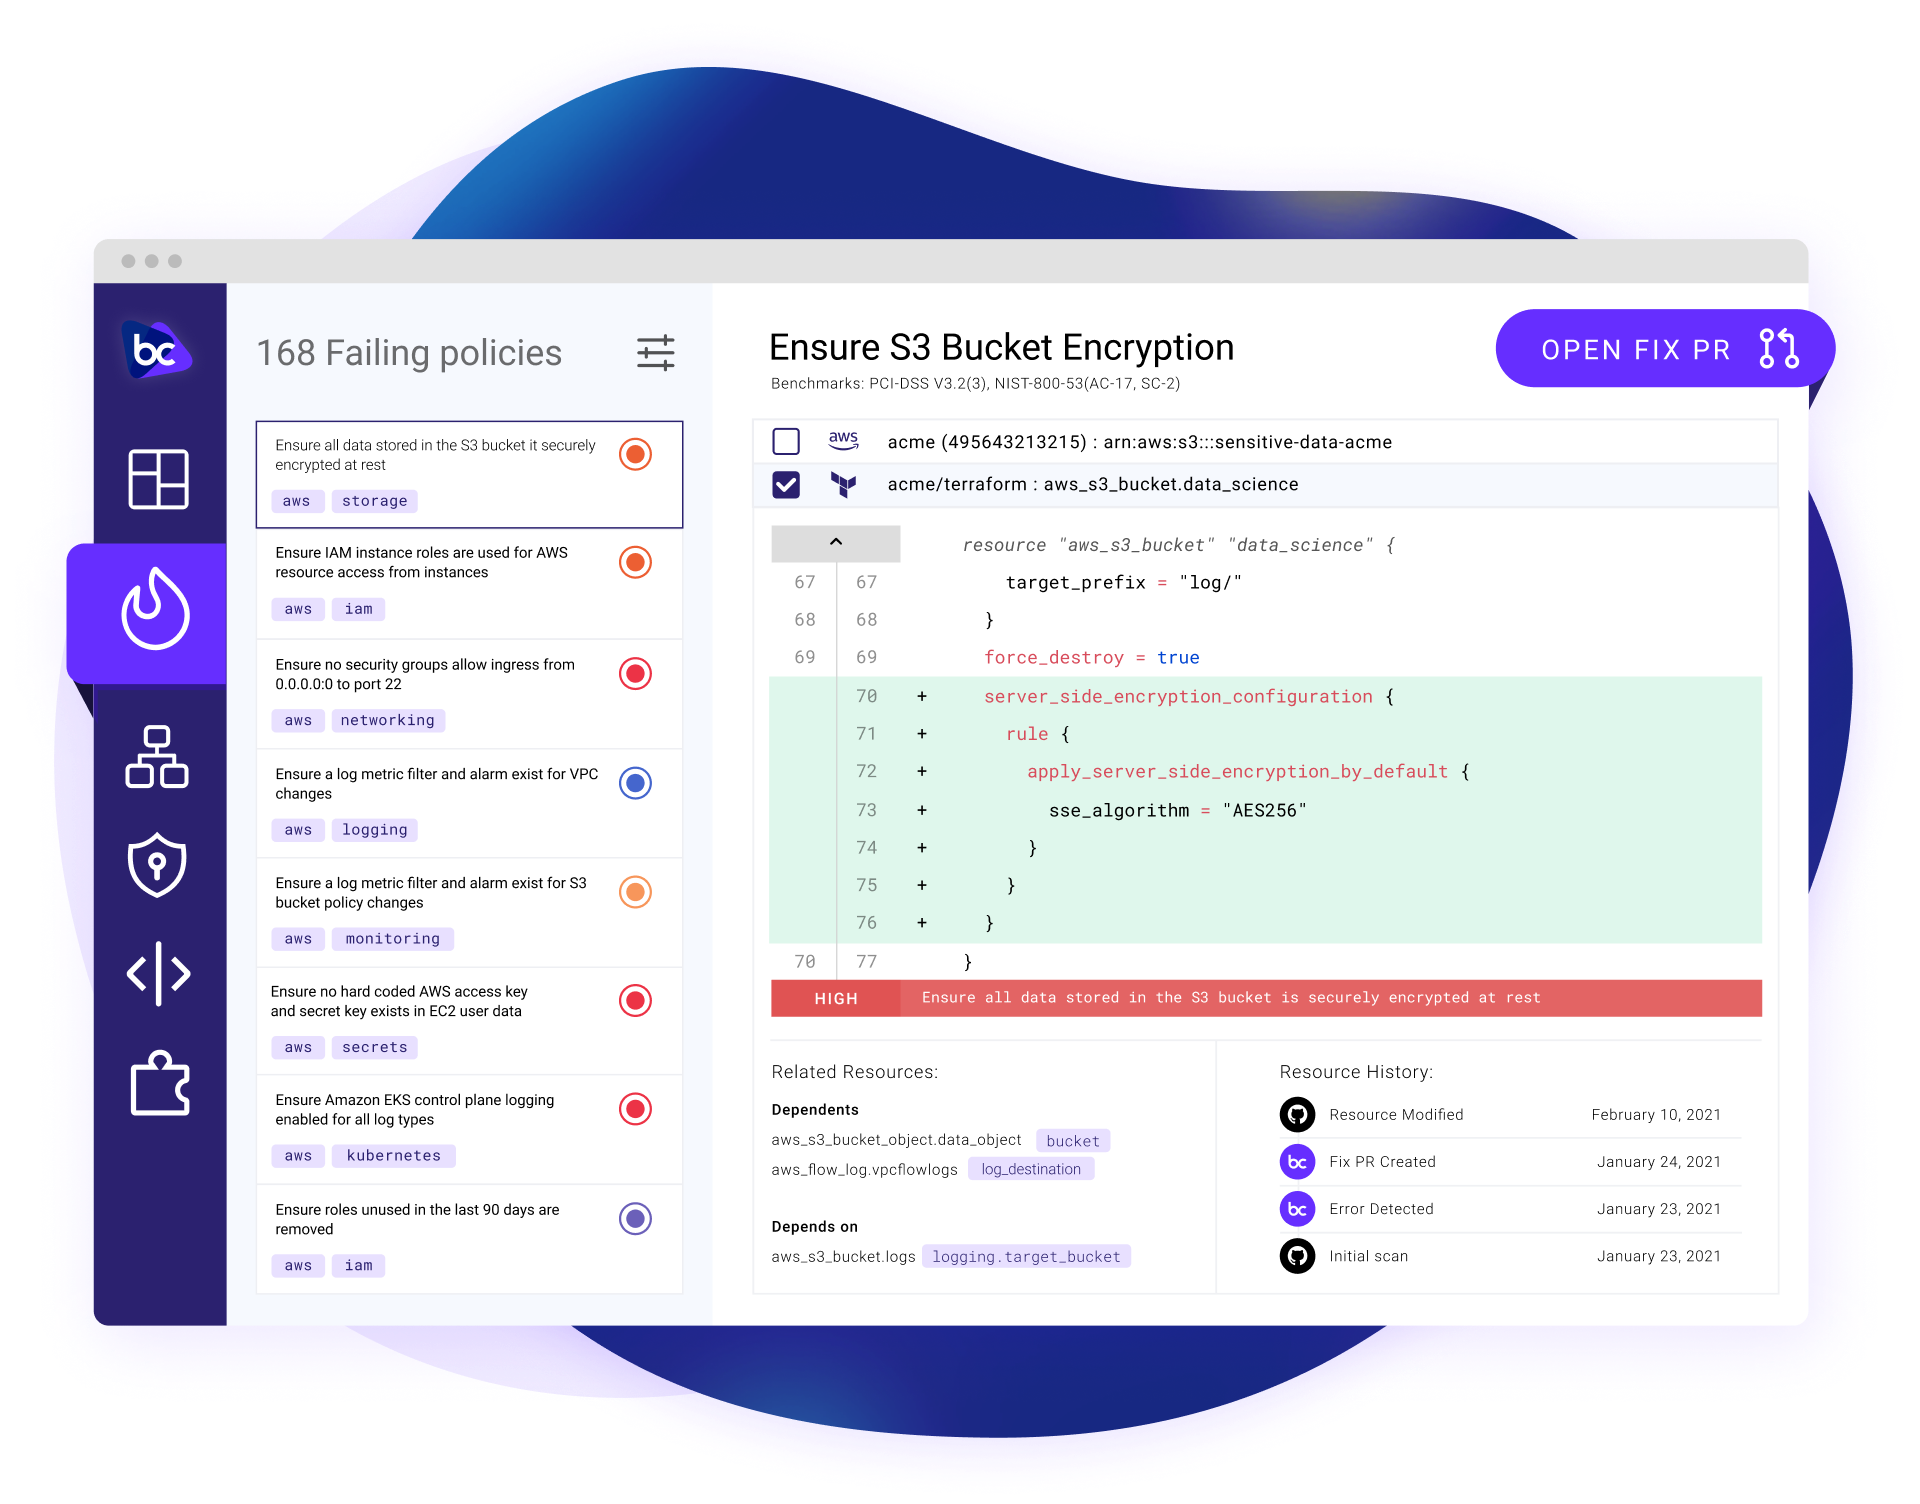 bc
168 Failing policies
Ensure all data stored in the S3 bucket it securely
encrypted at rest
aws storage
Ensure IAM instance roles are used for AWS
resource access from instances
aws iam
Ensure no security groups allow ingress from
0.0.0.0:0 to port 22
aws networking
Ensure a log metric filter and alarm exist for VPC
changes
aws logging
Ensure a log metric filter and alarm exist for S3
bucket policy changes
aws monitoring
Ensure no hard coded AWS access key
and secret key exists in EC2 user data
aws secrets
Ensure Amazon EKS control plane logging
enabled for all log types
aws kubernetes
Ensure roles unused in the last 90 days are
removed
aws iam
Ensure S3 Bucket Encryption
Benchmarks: PCI-DSS V3.2(3), NIST-800-53(AC-17, SC-2)
OPEN FIX PR
aws acme (495643213215) : arn:aws:s3:::sensitive-data-acme
acme/terraform : aws_s3_bucket.data_science
resource "aws_s3_bucket" "data_science" {
67 67 target_prefix = "log/"
68 68 }
69 69 force_destroy = true
70 + server_side_encryption_configuration {
71 + rule {
72 + apply_server_side_encryption_by_default {
73 + sse_algorithm = "AES256"
74 + }
75 + }
76 + }
70 77 }
HIGH Ensure all data stored in the S3 bucket is securely encrypted at rest
Related Resources:
Dependents
aws_s3_bucket_object.data_object bucket
aws_flow_log.vpcflowlogs log_destination
Depends on
aws_s3_bucket.logs logging.target_bucket
Resource History:
Resource Modified February 10, 2021
bc Fix PR Created January 24, 2021
bc Error Detected January 23, 2021
Initial scan January 23, 2021